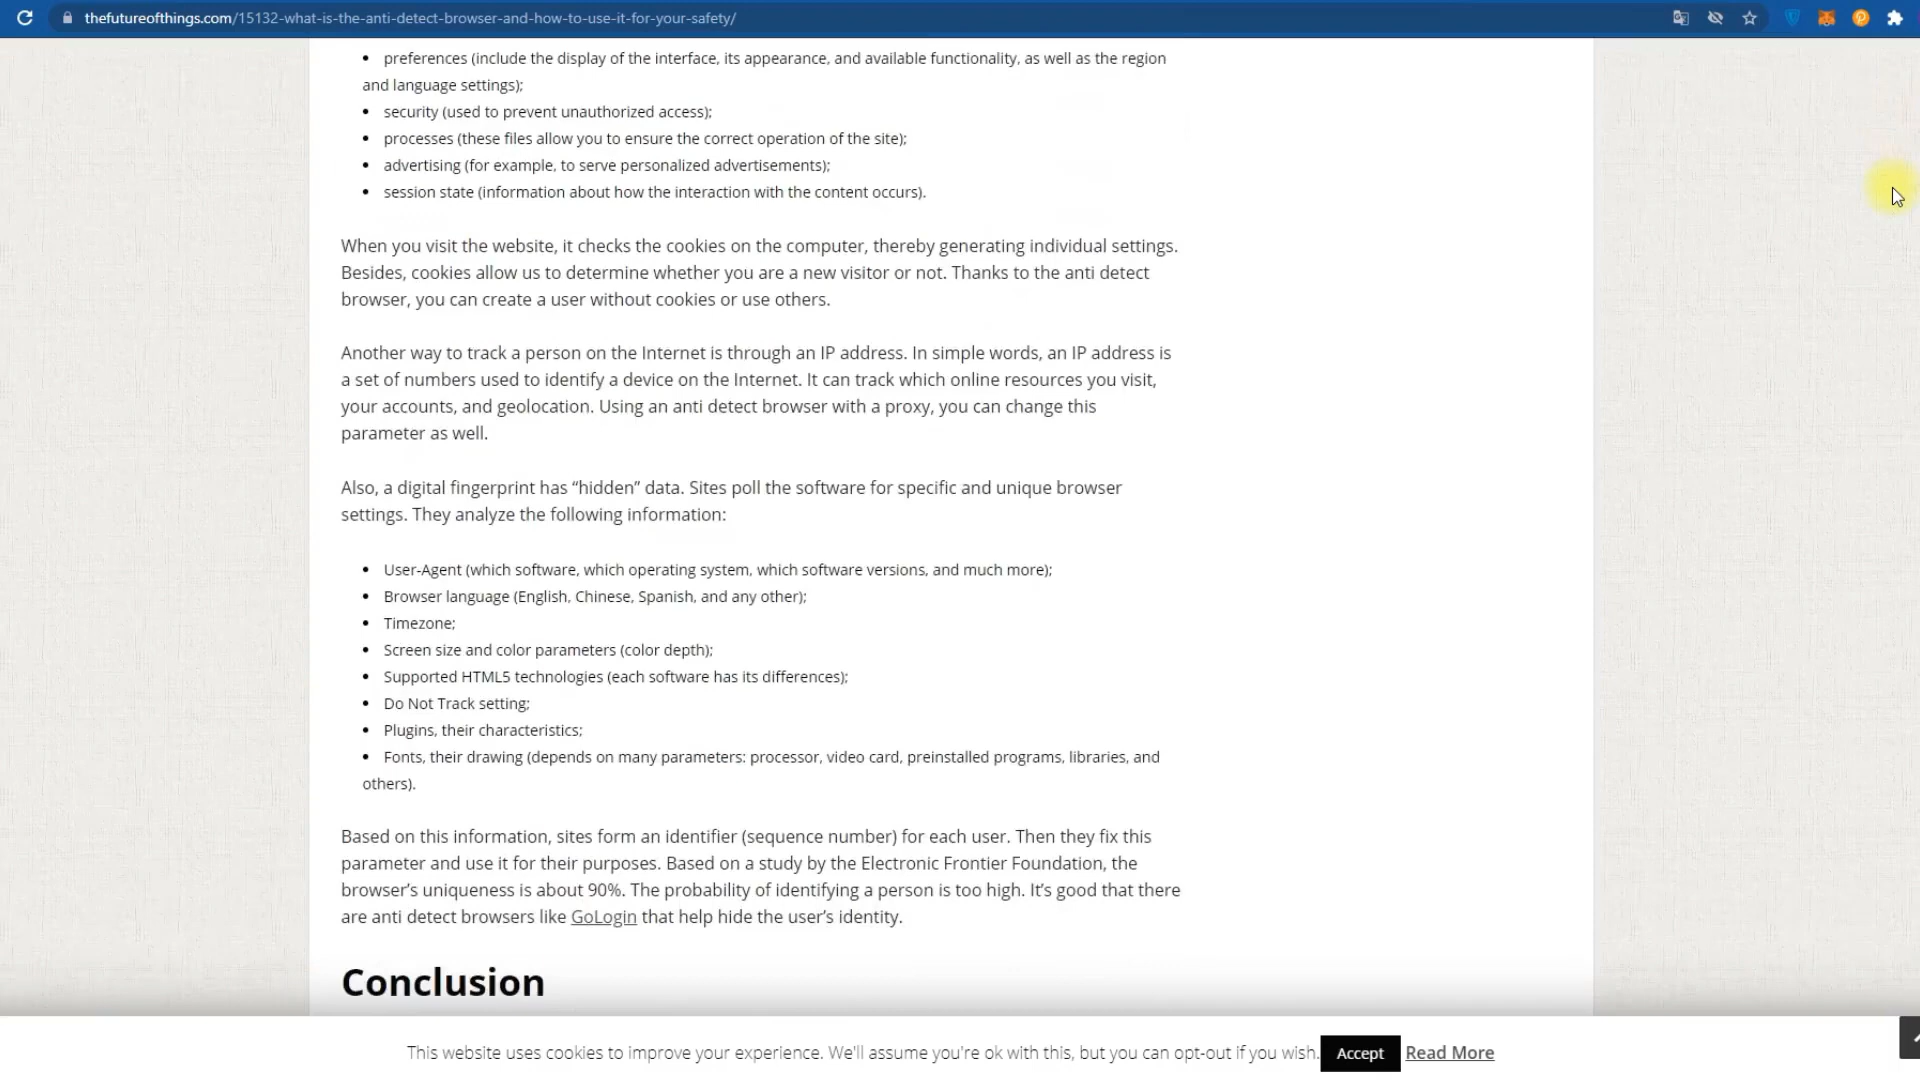 thefutureofthings.com/15132-what-is-the-anti-detect-browser-and-how-to-use-it-for-your-safety/
• preferences (include the display of the interface, its appearance, and available functionality, as well as the region
and language settings);
• security (used to prevent unauthorized access);
• processes (these files allow you to ensure the correct operation of the site);
• advertising (for example, to serve personalized advertisements);
• session state (information about how the interaction with the content occurs).
When you visit the website, it checks the cookies on the computer, thereby generating individual settings.
Besides, cookies allow us to determine whether you are a new visitor or not. Thanks to the anti detect
browser, you can create a user without cookies or use others.
Another way to track a person on the Internet is through an IP address. In simple words, an IP address is
a set of numbers used to identify a device on the Internet. It can track which online resources you visit,
your accounts, and geolocation. Using an anti detect browser with a proxy, you can change this
parameter as well.
Also, a digital fingerprint has “hidden” data. Sites poll the software for specific and unique browser
settings. They analyze the following information:
• User-Agent (which software, which operating system, which software versions, and much more);
• Browser language (English, Chinese, Spanish, and any other);
• Timezone;
• Screen size and color parameters (color depth);
• Supported HTML5 technologies (each software has its differences);
• Do Not Track setting;
• Plugins, their characteristics;
• Fonts, their drawing (depends on many parameters: processor, video card, preinstalled programs, libraries, and
others).
Based on this information, sites form an identifier (sequence number) for each user. Then they fix this
parameter and use it for their purposes. Based on a study by the Electronic Frontier Foundation, the
browser’s uniqueness is about 90%. The probability of identifying a person is too high. It’s good that there
are anti detect browsers like GoLogin that help hide the user’s identity.
Conclusion
This website uses cookies to improve your experience. We'll assume you're ok with this, but you can opt-out if you wish. Accept Read More